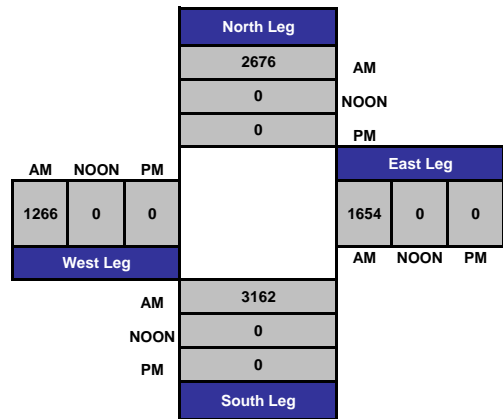 North Leg
2676 AM
0 NOON
0 PM
East Leg
AM NOON PM
1266 0 0
1654 0 0
West Leg
AM NOON PM
AM 3162
NOON 0
PM 0
South Leg